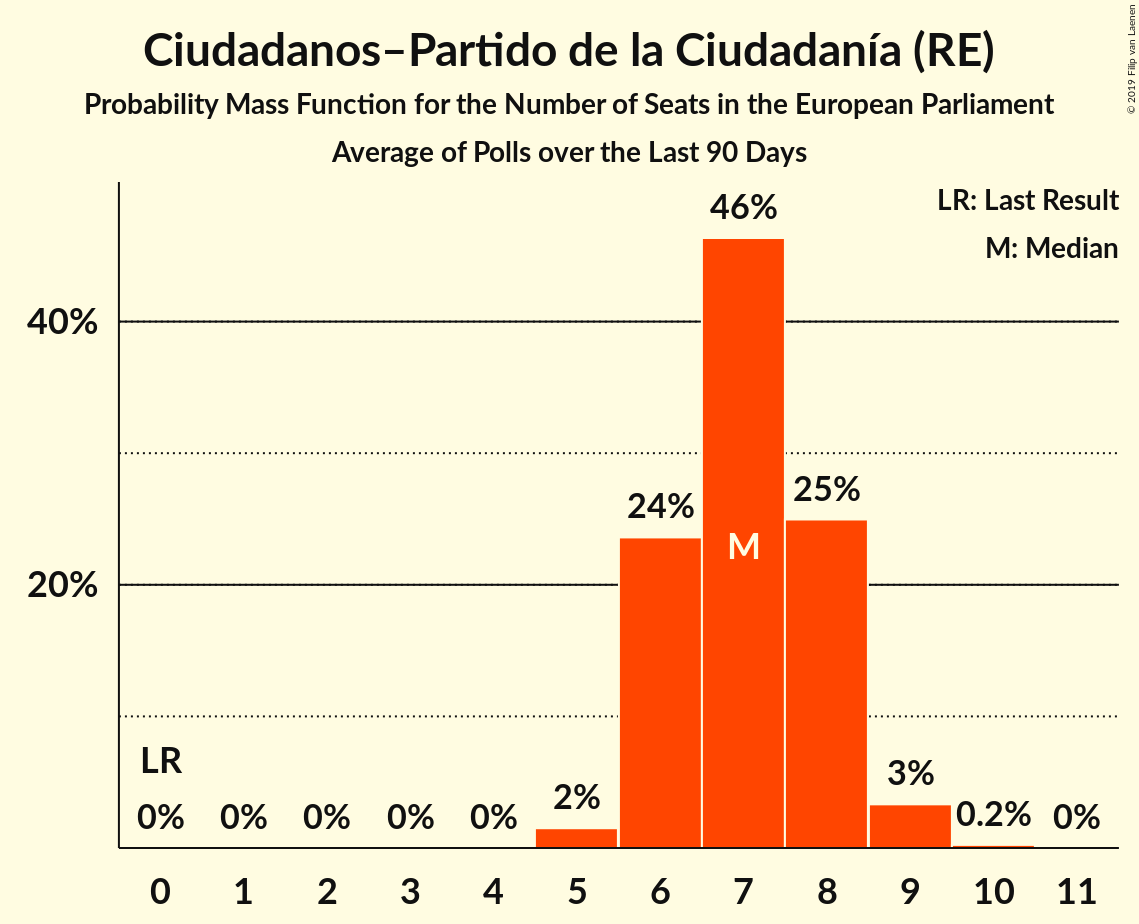 Ciudadanos–Partido de la Ciudadanía (RE)
Probability Mass Function for the Number of Seats in the European Parliament
Average of Polls over the Last 90 Days
© 2019 Filip van Laenen
LR: Last Result
M: Median
46%
40%
25%
24%
M
20%
LR
3%
2%
0% 0% 0% 0% 0% 0.2% 0%
0 1 2 3 4 5 6 7 8 9 10 11